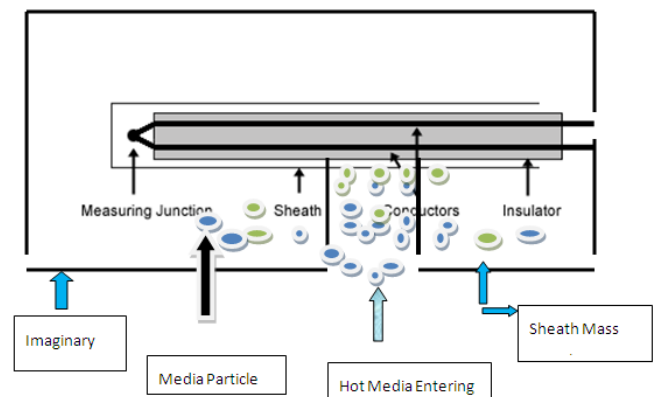 Measuring Junction Sheath Conductors Insulator
Imaginary
Media Particle
Hot Media Entering
Sheath Mass